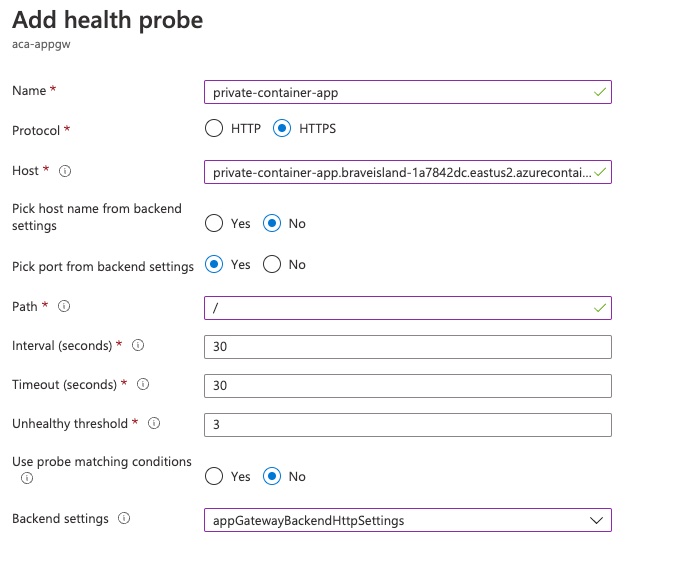 Add health probe
aca-appgw
Name *
private-container-app
Protocol *
HTTP
HTTPS
Host *
private-container-app.braveisland-1a7842dc.eastus2.azurecontai...
Pick host name from backend
settings
Yes
No
Pick port from backend settings
Yes
No
Path *
/
Interval (seconds) *
30
Timeout (seconds) *
30
Unhealthy threshold *
3
Use probe matching conditions
Yes
No
Backend settings
appGatewayBackendHttpSettings